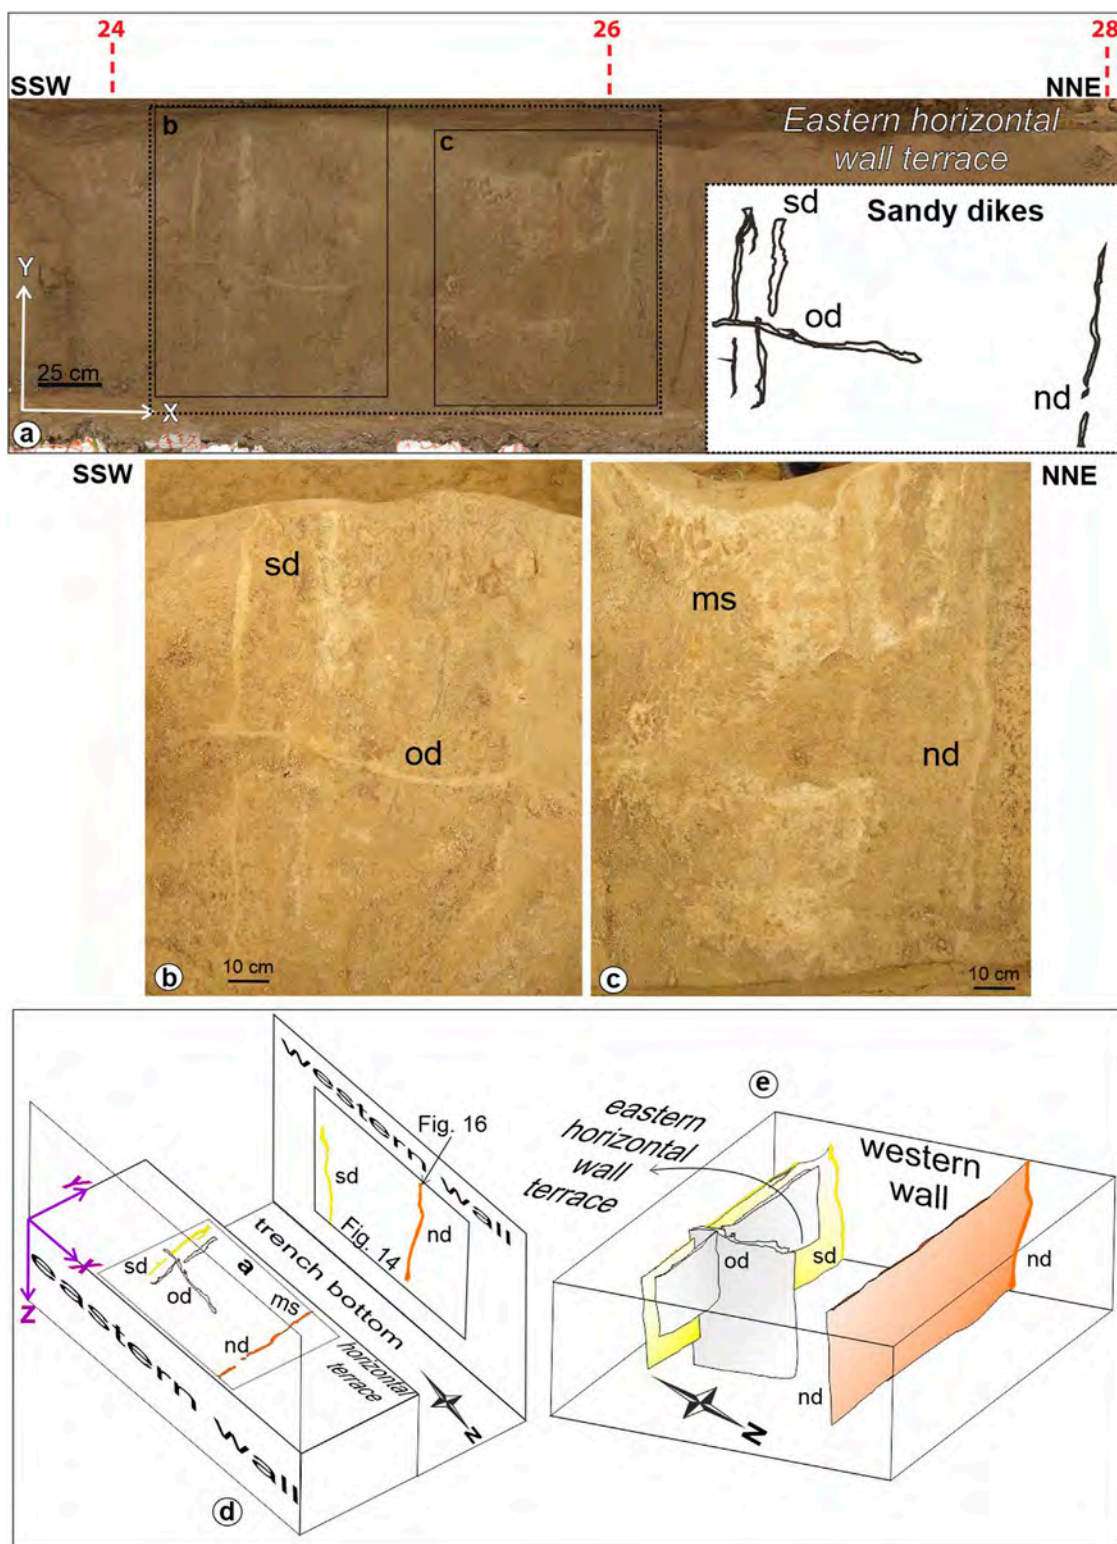 24
26
28
SSW
NNE
b
c
Eastern horizontal
wall terrace
Sandy dikes
sd
od
nd
Y
25 cm
X
a
SSW
NNE
sd
od
b
10 cm
ms
nd
c
10 cm
western wall
Fig. 16
sd
nd
Fig. 14
trench bottom
Y
X
Z
a
sd
od
ms
nd
horizontal
terrace
eastern wall
N
d
e
eastern
horizontal
wall
terrace
western
wall
od
sd
nd
nd
N